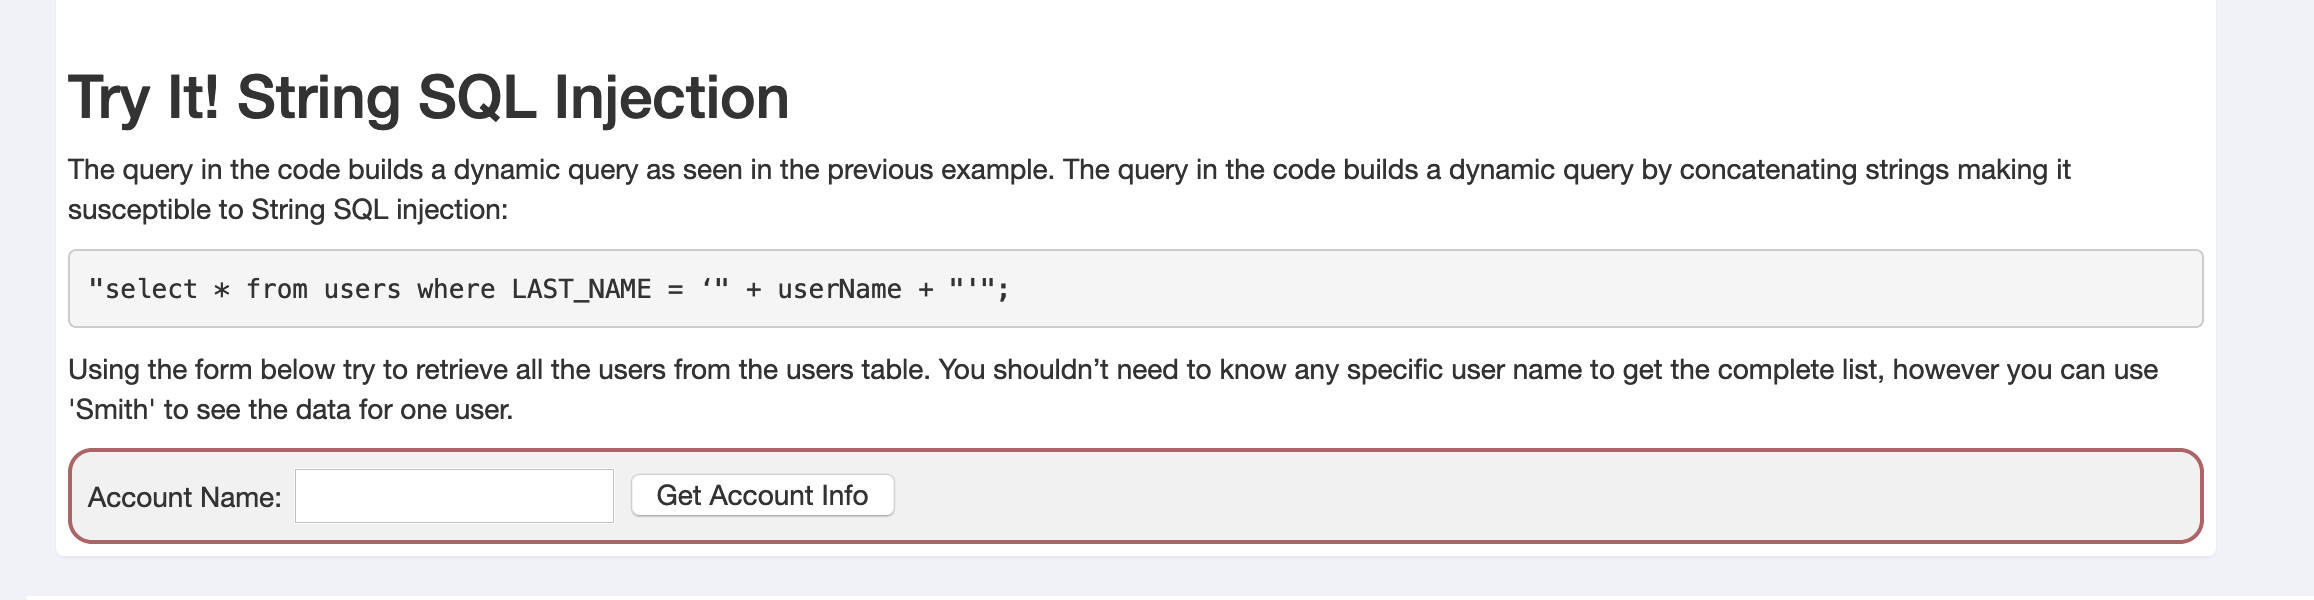 Try It! String SQL Injection
The query in the code builds a dynamic query as seen in the previous example. The query in the code builds a dynamic query by concatenating strings making it
susceptible to String SQL injection:
"select * from users where LAST_NAME = ‘" + userName + "'";
Using the form below try to retrieve all the users from the users table. You shouldn’t need to know any specific user name to get the complete list, however you can use
'Smith' to see the data for one user.
Account Name: Get Account Info